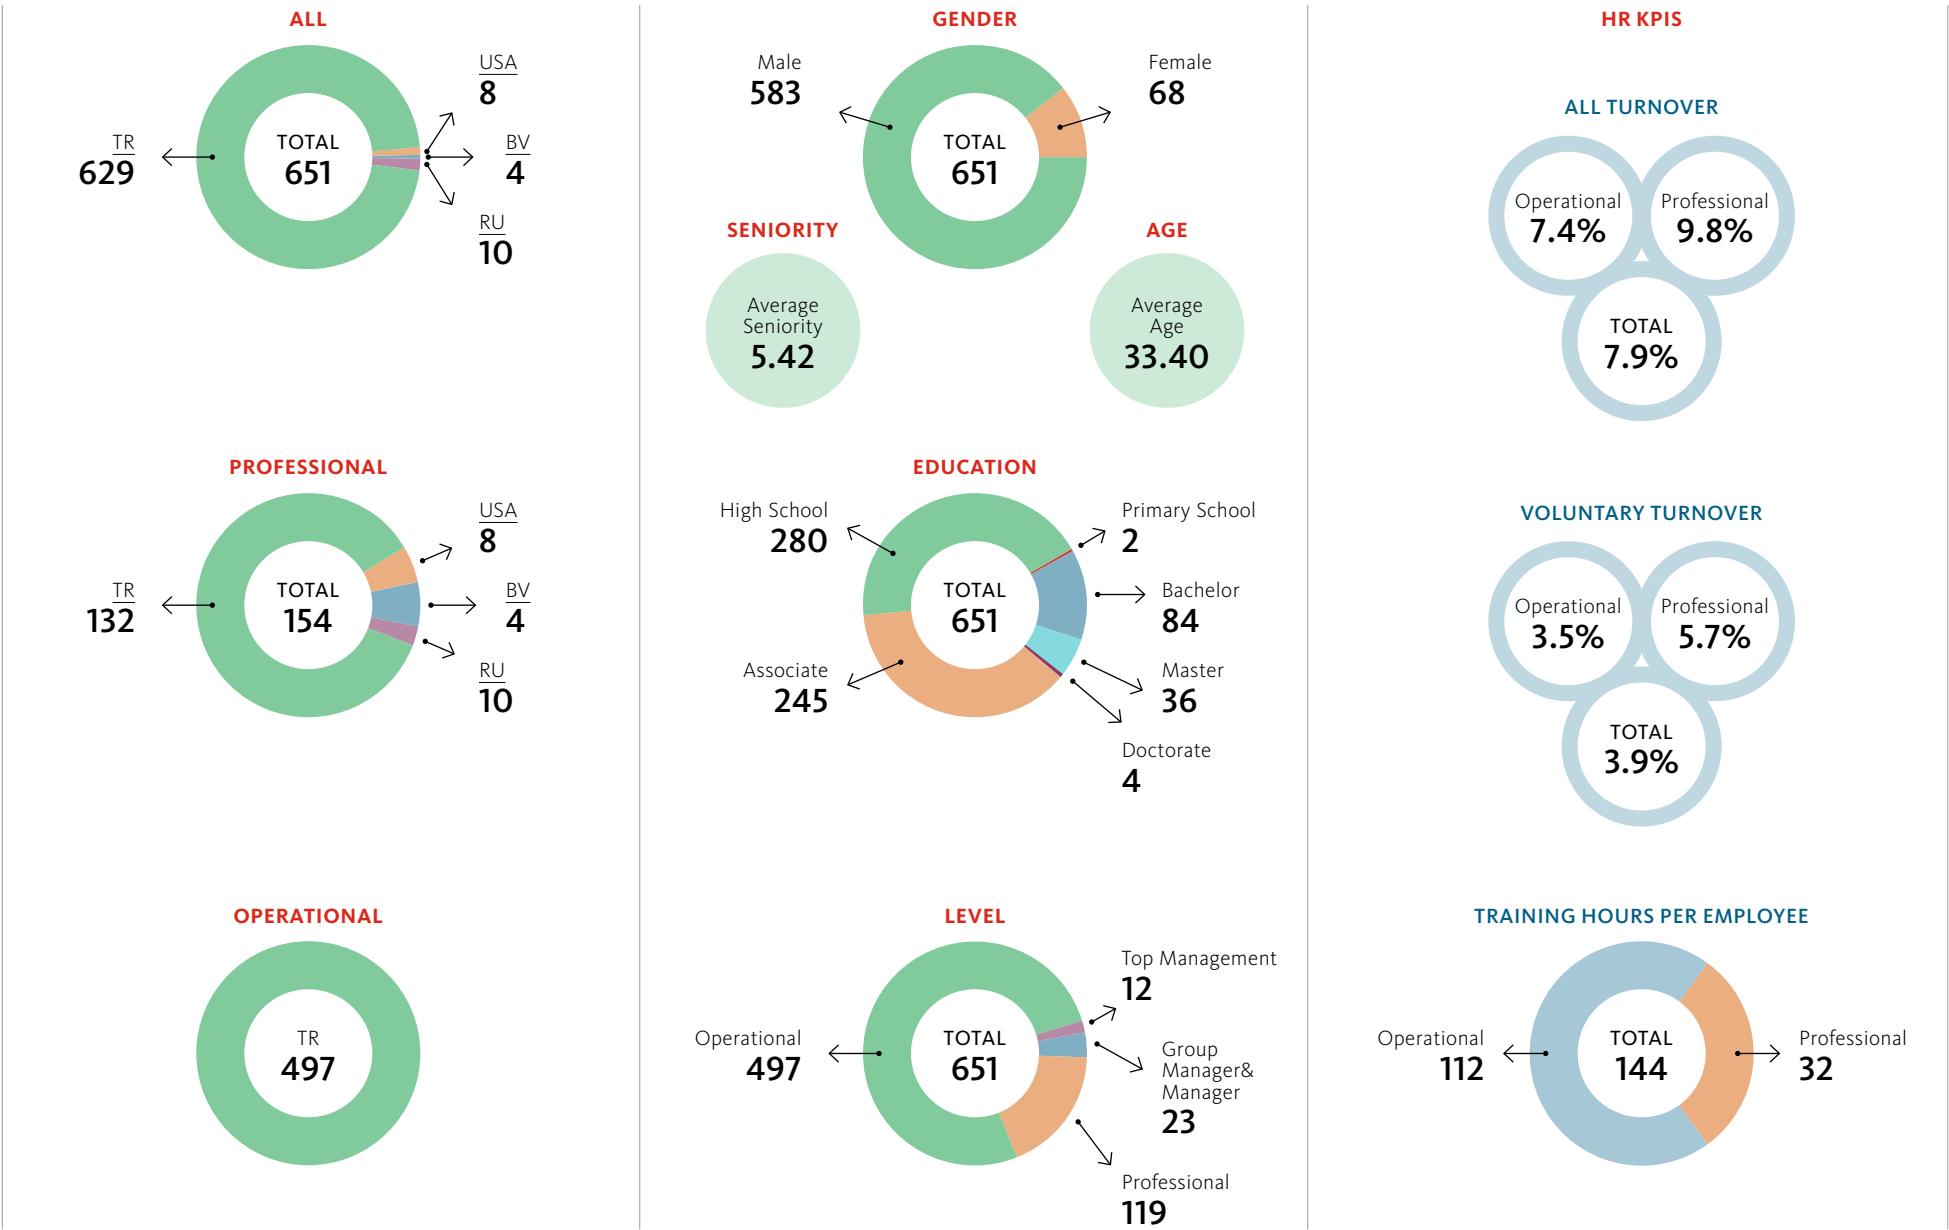 ALL
TR
629
TOTAL
651
USA
8
BV
4
RU
10
PROFESSIONAL
TR
132
TOTAL
154
USA
8
BV
4
RU
10
OPERATIONAL
TR
497
GENDER
Male
583
TOTAL
651
Female
68
SENIORITY
Average
Seniority
5.42
AGE
Average
Age
33.40
EDUCATION
High School
280
Associate
245
TOTAL
651
Primary School
2
Bachelor
84
Master
36
Doctorate
4
LEVEL
Operational
497
TOTAL
651
Top Management
12
Group
Manager&
Manager
23
Professional
119
HR KPIS
ALL TURNOVER
Operational
7.4%
Professional
9.8%
TOTAL
7.9%
VOLUNTARY TURNOVER
Operational
3.5%
Professional
5.7%
TOTAL
3.9%
TRAINING HOURS PER EMPLOYEE
Operational
112
TOTAL
144
Professional
32